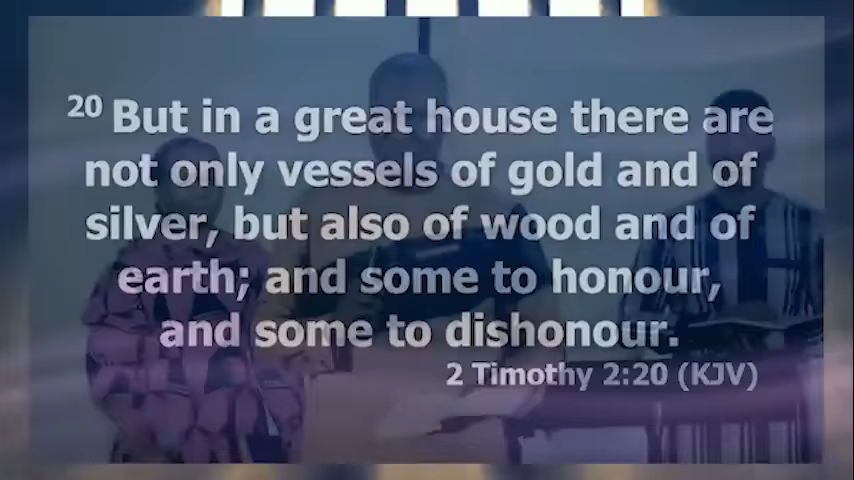 20 But in a great house there are
not only vessels of gold and of
silver, but also of wood and of
earth; and some to honour,
and some to dishonour.
2 Timothy 2:20 (KJV)